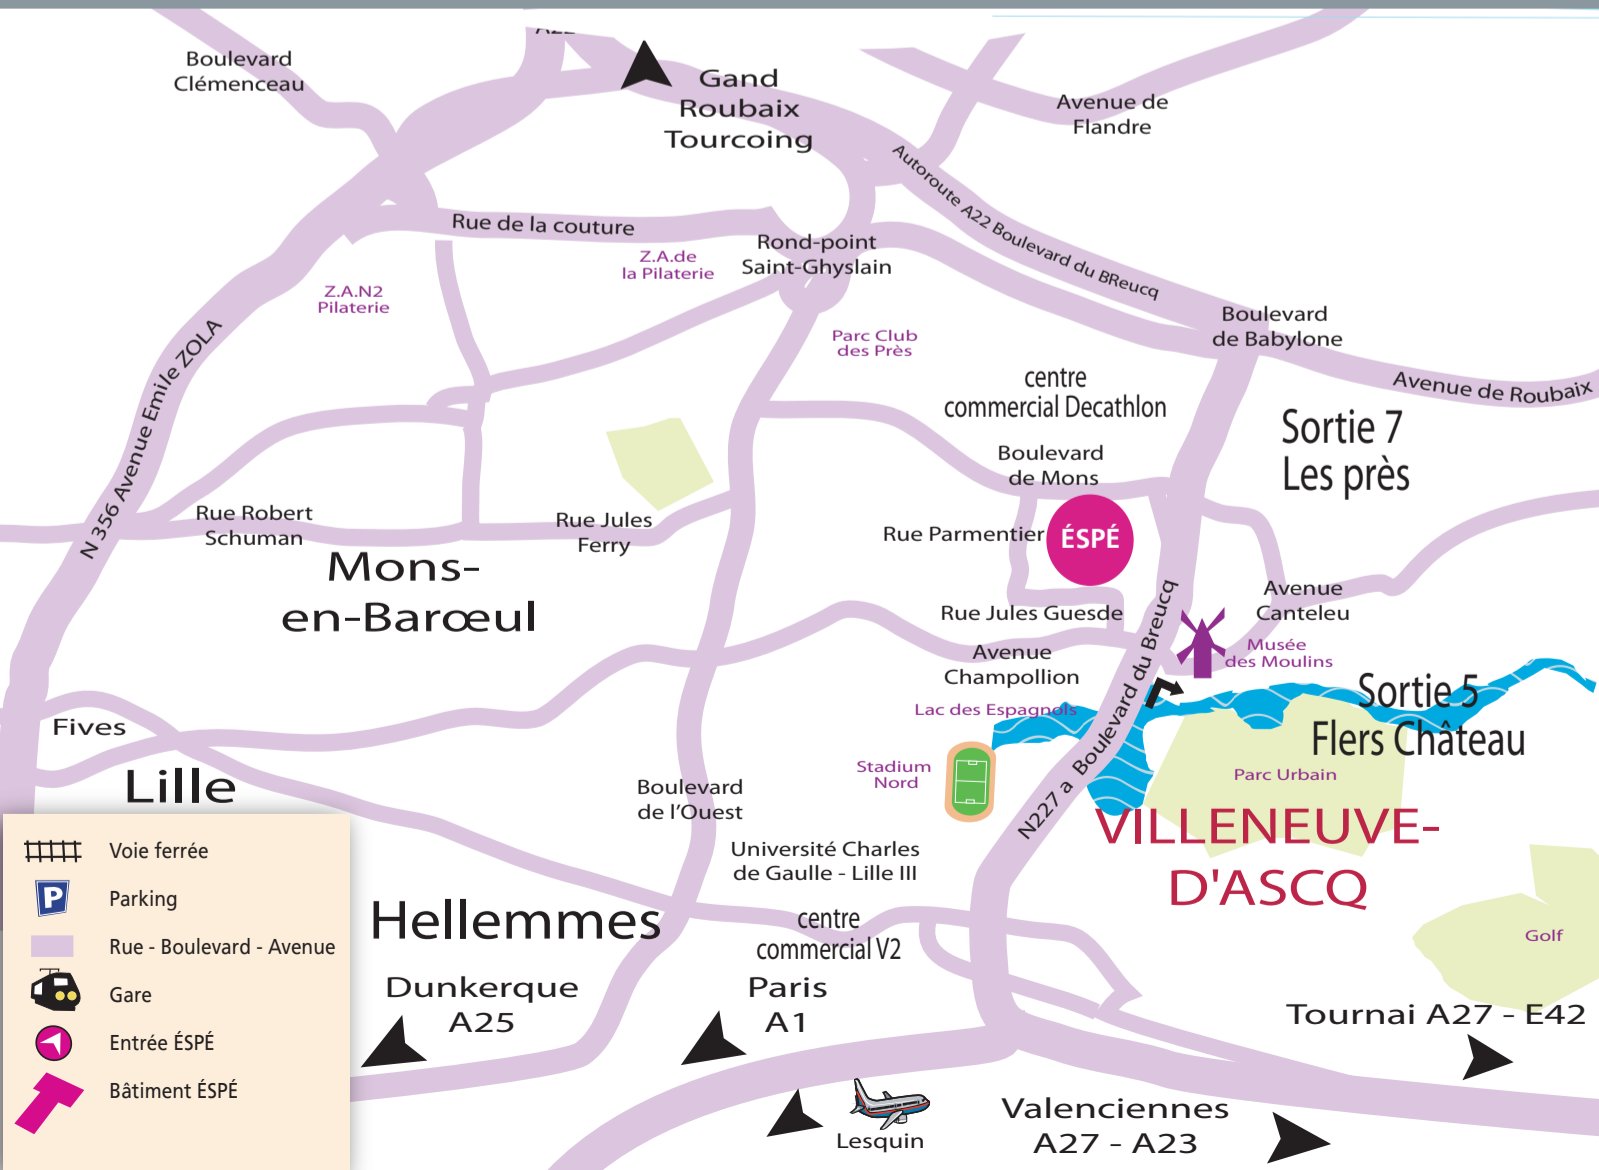 Boulevard
Clémenceau
Gand
Roubaix
Tourcoing
Avenue de
Flandre
Autoroute A22 Boulevard du BReucq
Rue de la couture
Rond-point
Saint-Ghyslain
Z.A.de
la Pilaterie
Z.A.N2
Pilaterie
Parc Club
des Près
Boulevard
de Babylone
Avenue de Roubaix
N 356 Avenue Emile ZOLA
centre
commercial Decathlon
Sortie 7
Les près
Boulevard
de Mons
Rue Robert
Schuman
Rue Jules
Ferry
Rue Parmentier
ÉSPÉ
Mons-
en-Barœul
Rue Jules Guesde
Avenue
Canteleu
Avenue
Champollion
Musée
des Moulins
Lac des Espagnols
N227 a Boulevard du Breucq
Sortie 5
Flers Château
Fives
Lille
Stadium
Nord
Parc Urbain
Boulevard
de l'Ouest
VILLENEUVE-
D'ASCQ
Université Charles
de Gaulle - Lille III
Hellemmes
centre
commercial V2
Golf
Dunkerque
A25
Paris
A1
Tournai A27 - E42
Lesquin
Valenciennes
A27 - A23
Voie ferrée
P
Parking
Rue - Boulevard - Avenue
Gare
Entrée ÉSPÉ
Bâtiment ÉSPÉ